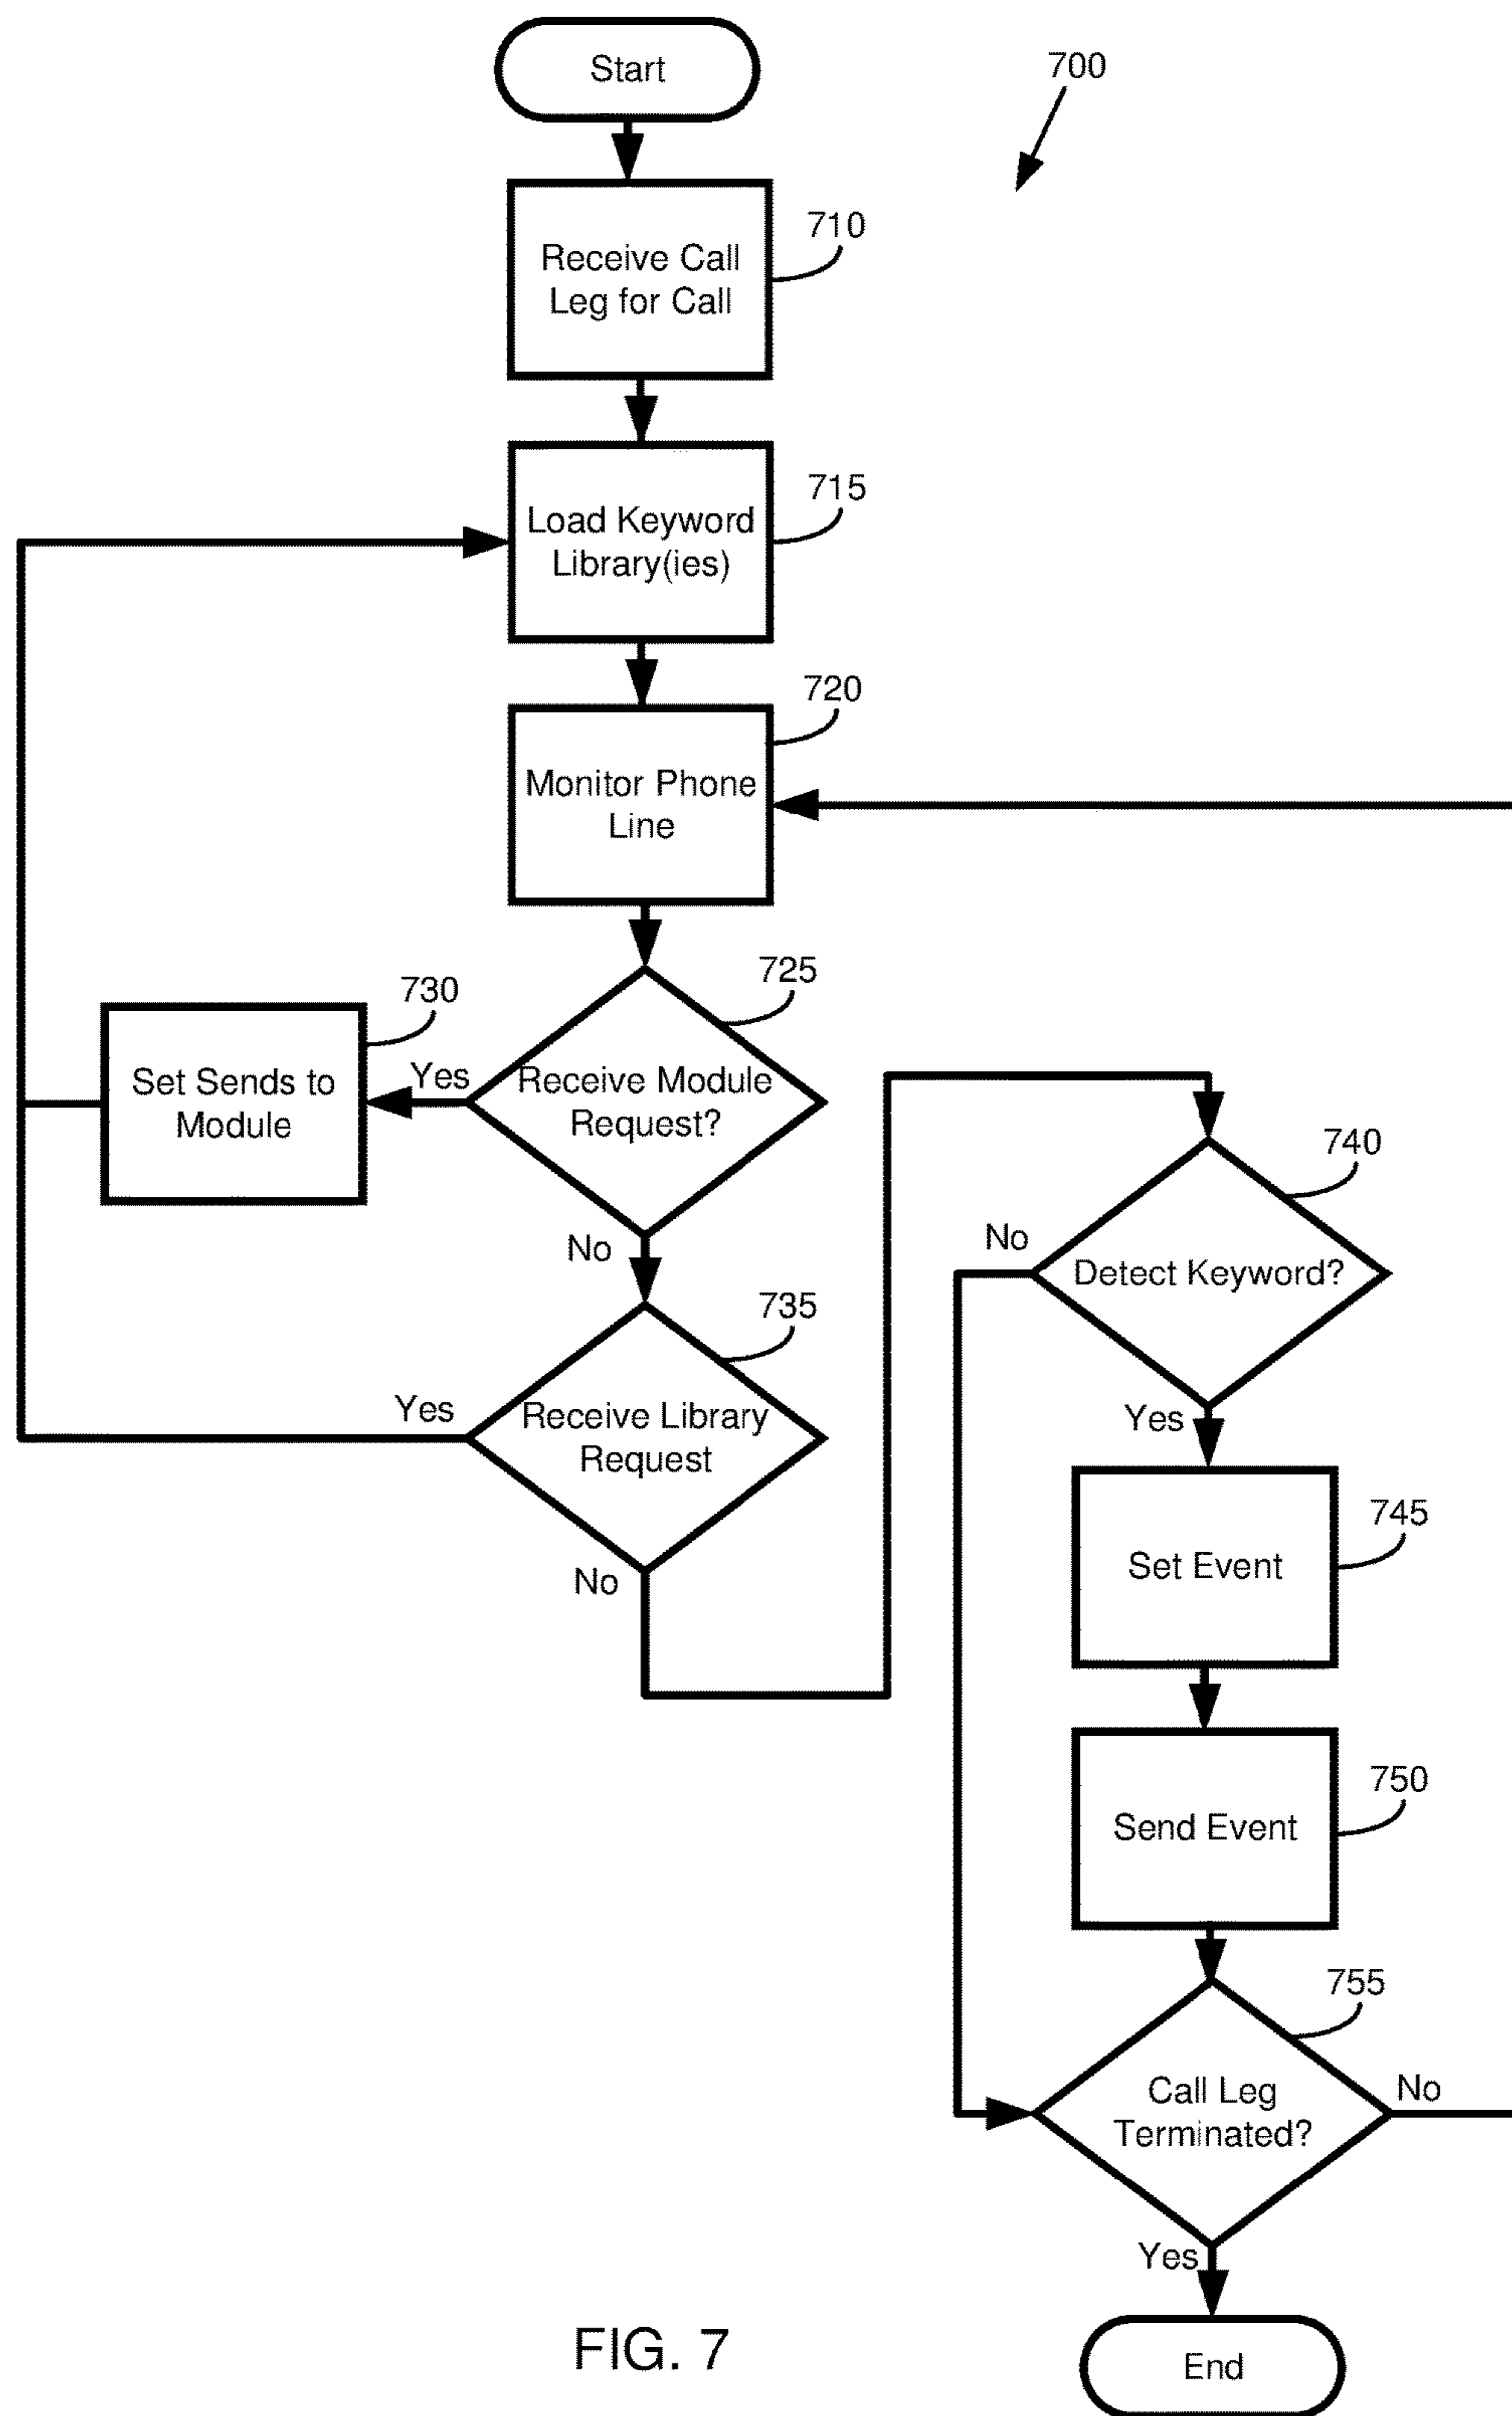 Start
700
710
Receive Call
Leg for Call
715
Load Keyword
Library(ies)
720
Monitor Phone
Line
725
730
Receive Module
Request?
Yes
Set Sends to
Module
No
735
Receive Library
Request
Yes
No
740
No
Detect Keyword?
Yes
745
Set Event
750
Send Event
755
Call Leg
Terminated?
No
Yes
End
FIG. 7